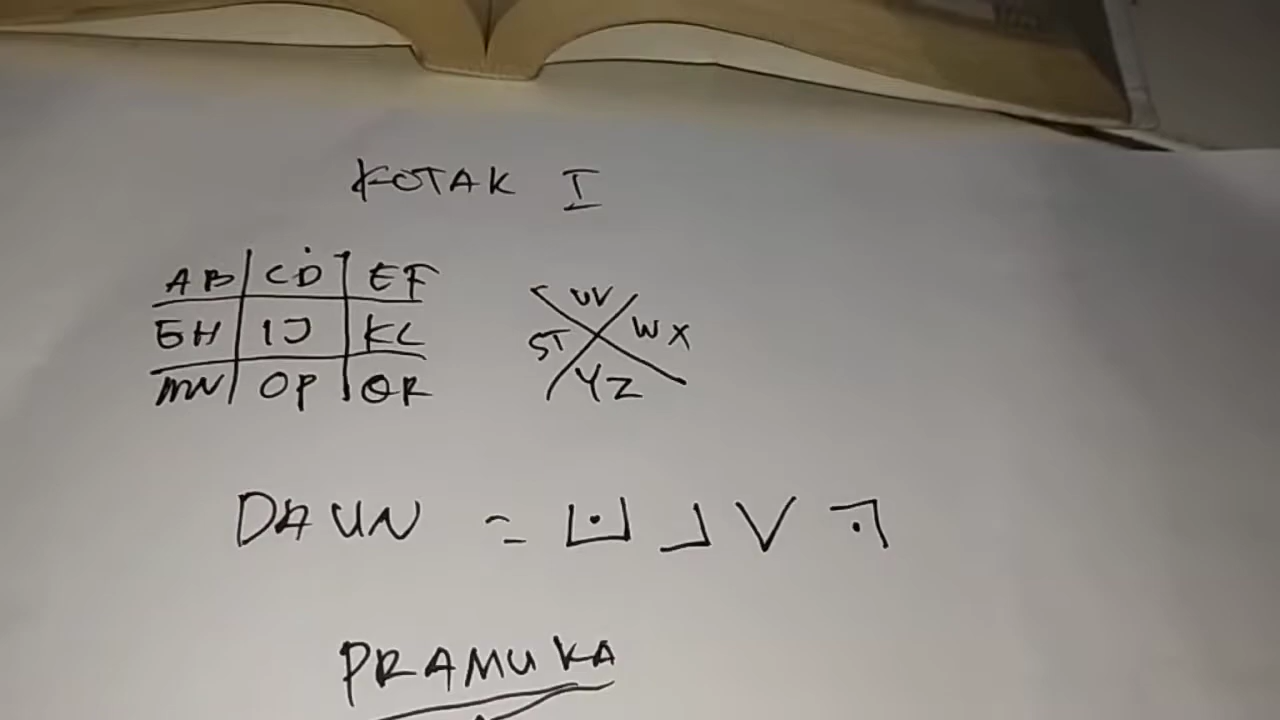 KOTAK I
AB CD EF
GH IJ KL
MN OP QR
UV
ST WX
YZ
DAUN =
PRAMUKA